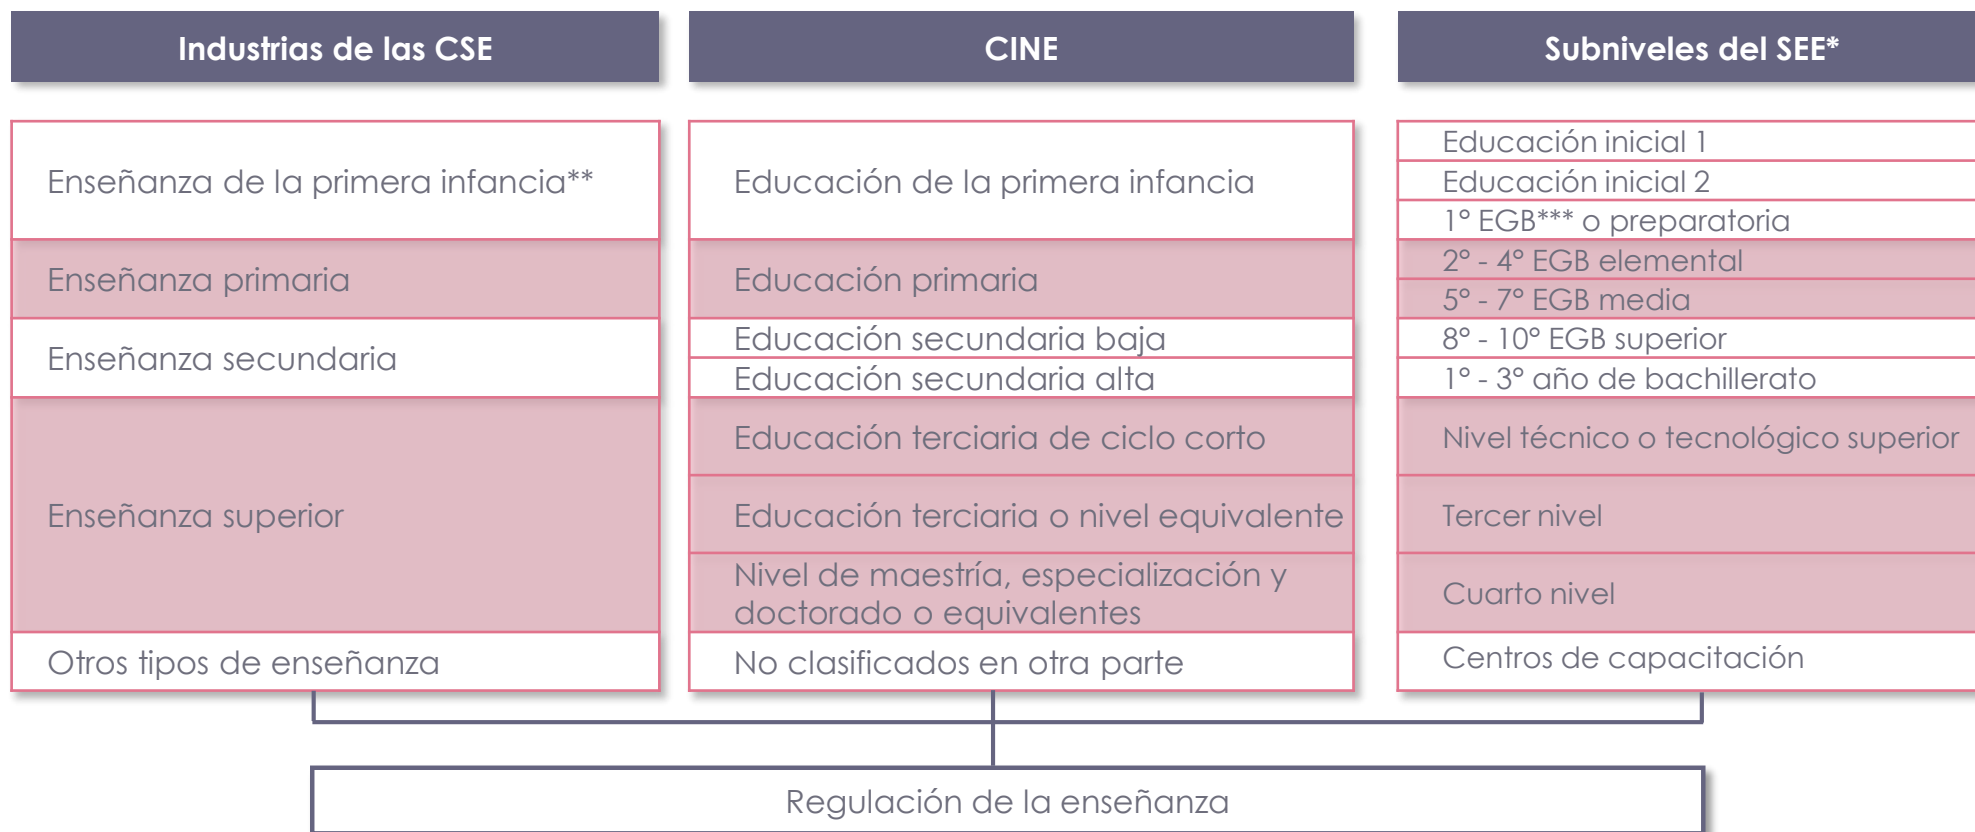 Industrias de las CSE
CINE
Subniveles del SEE*
Enseñanza de la primera infancia**
Educación de la primera infancia
Educación inicial 1
Educación inicial 2
1° EGB*** o preparatoria
Enseñanza primaria
Educación primaria
2° - 4° EGB elemental
5° - 7° EGB media
Enseñanza secundaria
Educación secundaria baja
8° - 10° EGB superior
Educación secundaria alta
1° - 3° año de bachillerato
Enseñanza superior
Educación terciaria de ciclo corto
Nivel técnico o tecnológico superior
Educación terciaria o nivel equivalente
Tercer nivel
Nivel de maestría, especialización y
doctorado o equivalentes
Cuarto nivel
Otros tipos de enseñanza
No clasificados en otra parte
Centros de capacitación
Regulación de la enseñanza